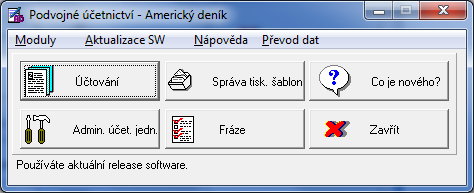 Podvojné účetnictví - Americký deník
Moduly Aktualizace SW Nápověda Převod dat
Účtování Správa tisk. šablon Co je nového?
Admin. účet. jedn. Fráze Zavřít
Používáte aktuální release software.